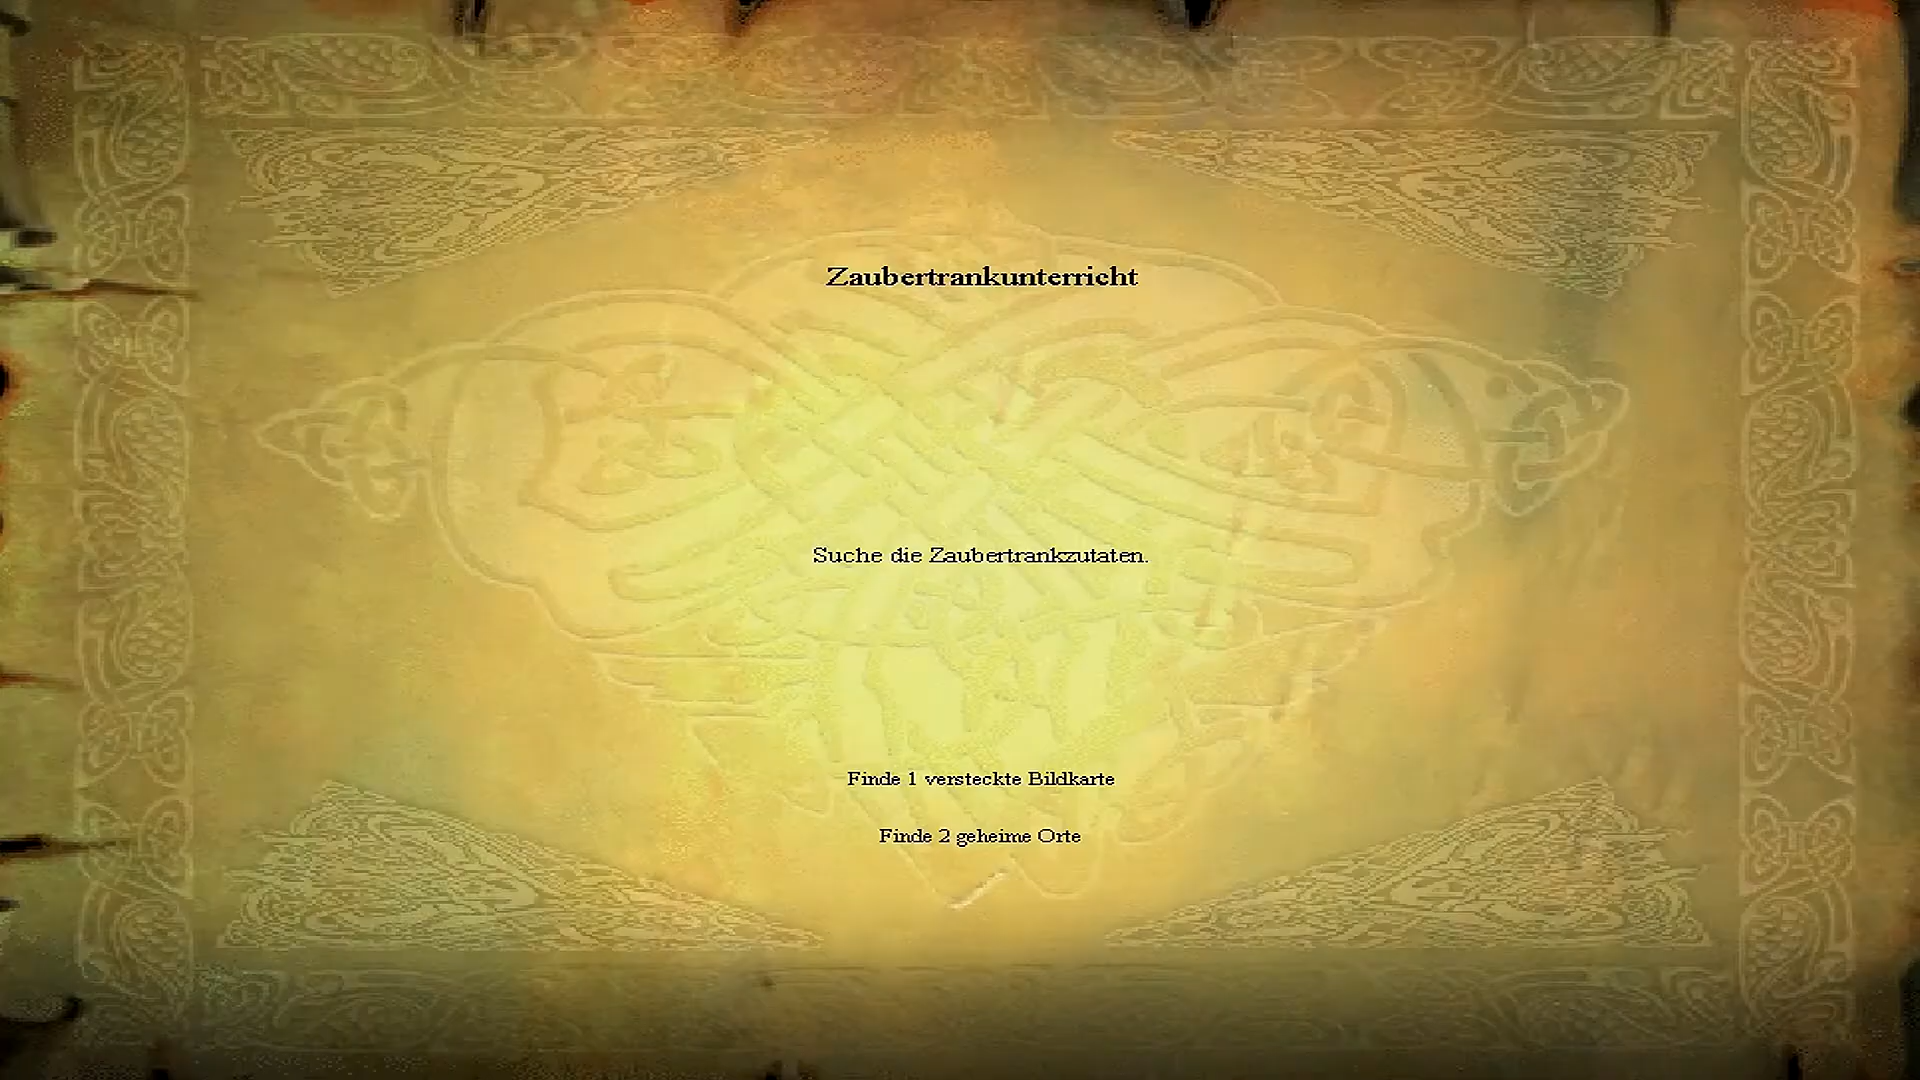 Zaubertrankunterricht
Suche die Zaubertrankzutaten.
Finde 1 versteckte Bildkarte
Finde 2 geheime Orte